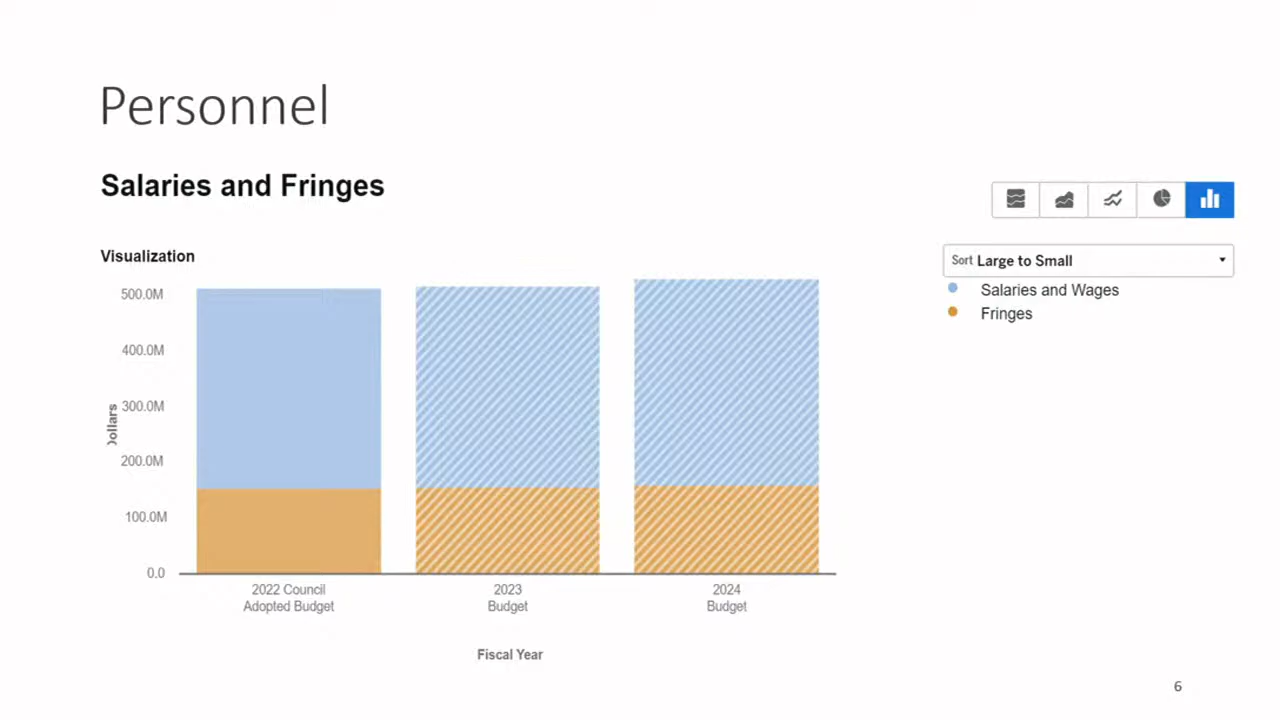 Personnel
Salaries and Fringes
Visualization
Sort Large to Small
Salaries and Wages
Fringes
500.0M
400.0M
300.0M
200.0M
100.0M
0.0
Dollars
2022 Council
Adopted Budget
2023
Budget
2024
Budget
Fiscal Year
6